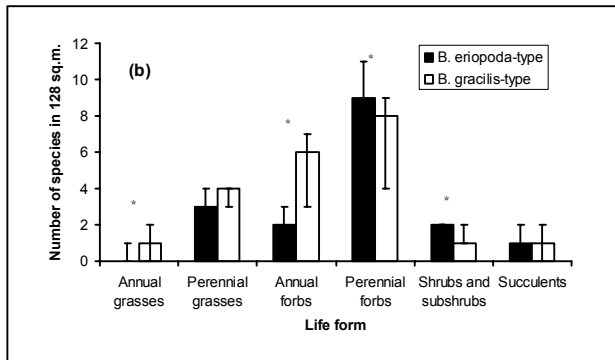 (b)
B. eriopoda-type
B. gracilis-type
Number of species in 128 sq.m.
12
10
8
6
4
2
0
*
*
*
*
Annual grasses
Perennial grasses
Annual forbs
Perennial forbs
Shrubs and subshrubs
Succulents
Life form